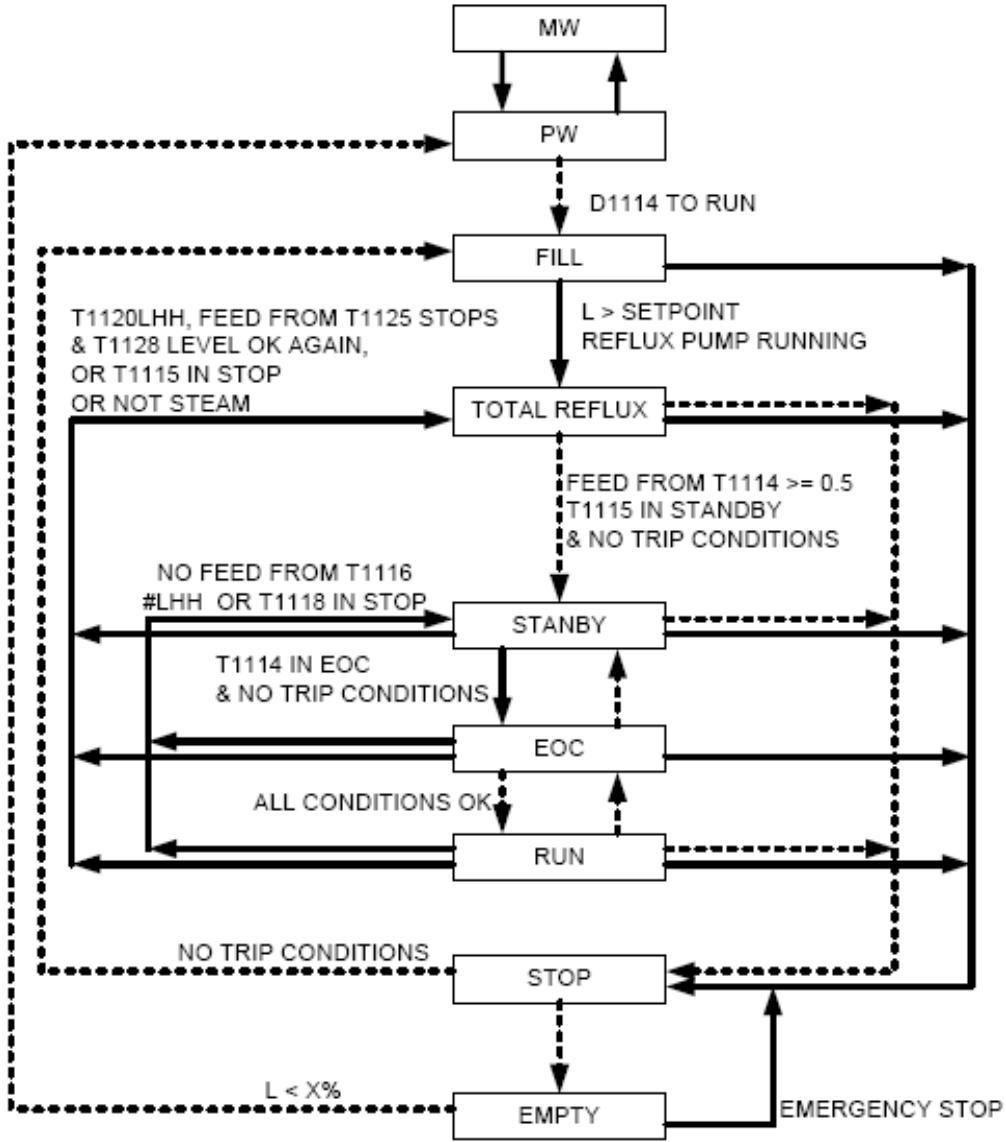 MW
PW
D1114 TO RUN
FILL
L > SETPOINT
REFLUX PUMP RUNNING
T1120LHH, FEED FROM T1125 STOPS
& T1128 LEVEL OK AGAIN,
OR T1115 IN STOP
OR NOT STEAM
TOTAL REFLUX
FEED FROM T1114 >= 0.5
T1115 IN STANDBY
& NO TRIP CONDITIONS
NO FEED FROM T1116
#LHH OR T1118 IN STOP
STANBY
T1114 IN EOC
& NO TRIP CONDITIONS
EOC
ALL CONDITIONS OK
RUN
NO TRIP CONDITIONS
STOP
L < X%
EMPTY
EMERGENCY STOP